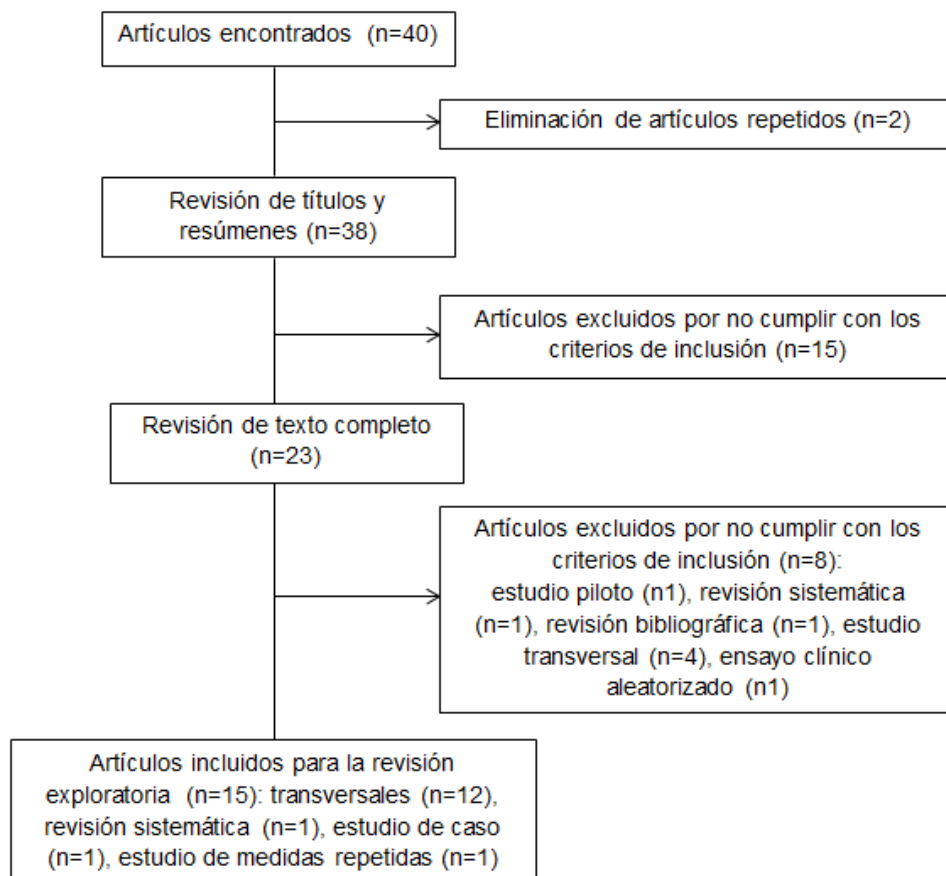 Artículos encontrados (n=40)
Eliminación de artículos repetidos (n=2)
Revisión de títulos y
resúmenes (n=38)
Artículos excluidos por no cumplir con los
criterios de inclusión (n=15)
Revisión de texto completo
(n=23)
Artículos excluidos por no cumplir con los
criterios de inclusión (n=8):
estudio piloto (n1), revisión sistemática
(n=1), revisión bibliográfica (n=1), estudio
transversal (n=4), ensayo clínico
aleatorizado (n1)
Artículos incluidos para la revisión
exploratoria (n=15): transversales (n=12),
revisión sistemática (n=1), estudio de caso
(n=1), estudio de medidas repetidas (n=1)